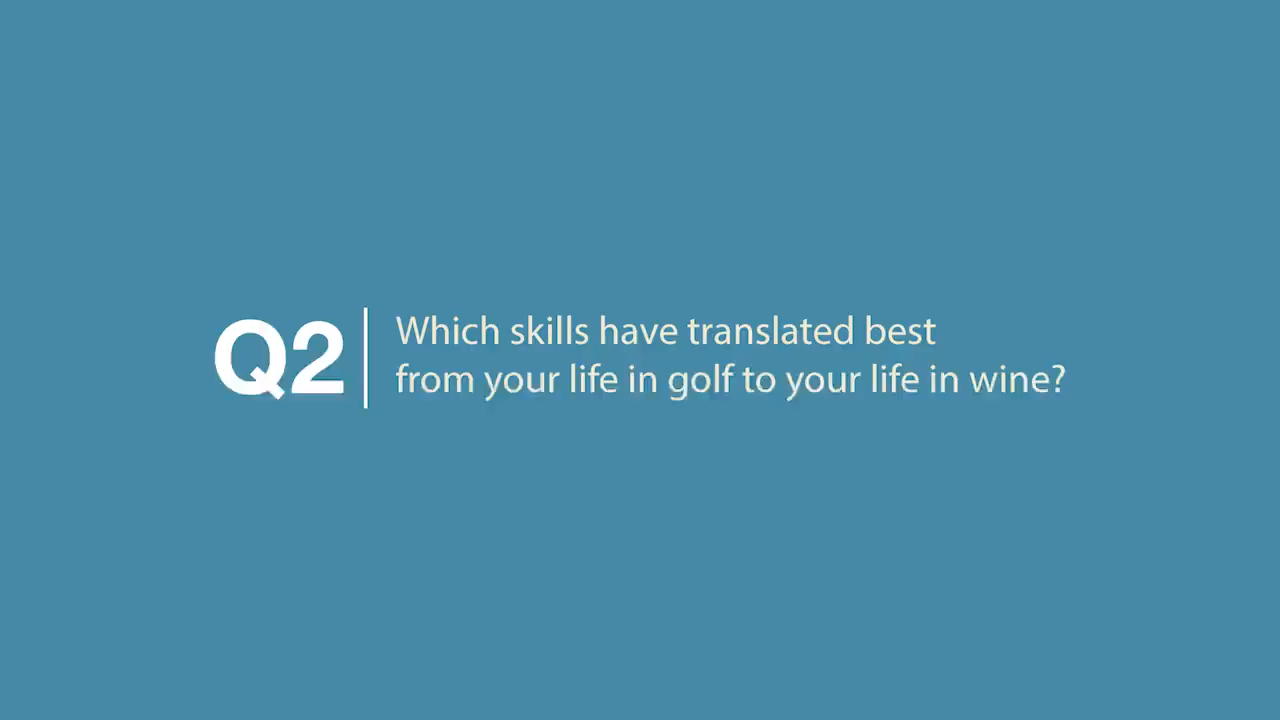 Q2
Which skills have translated best
from your life in golf to your life in wine?